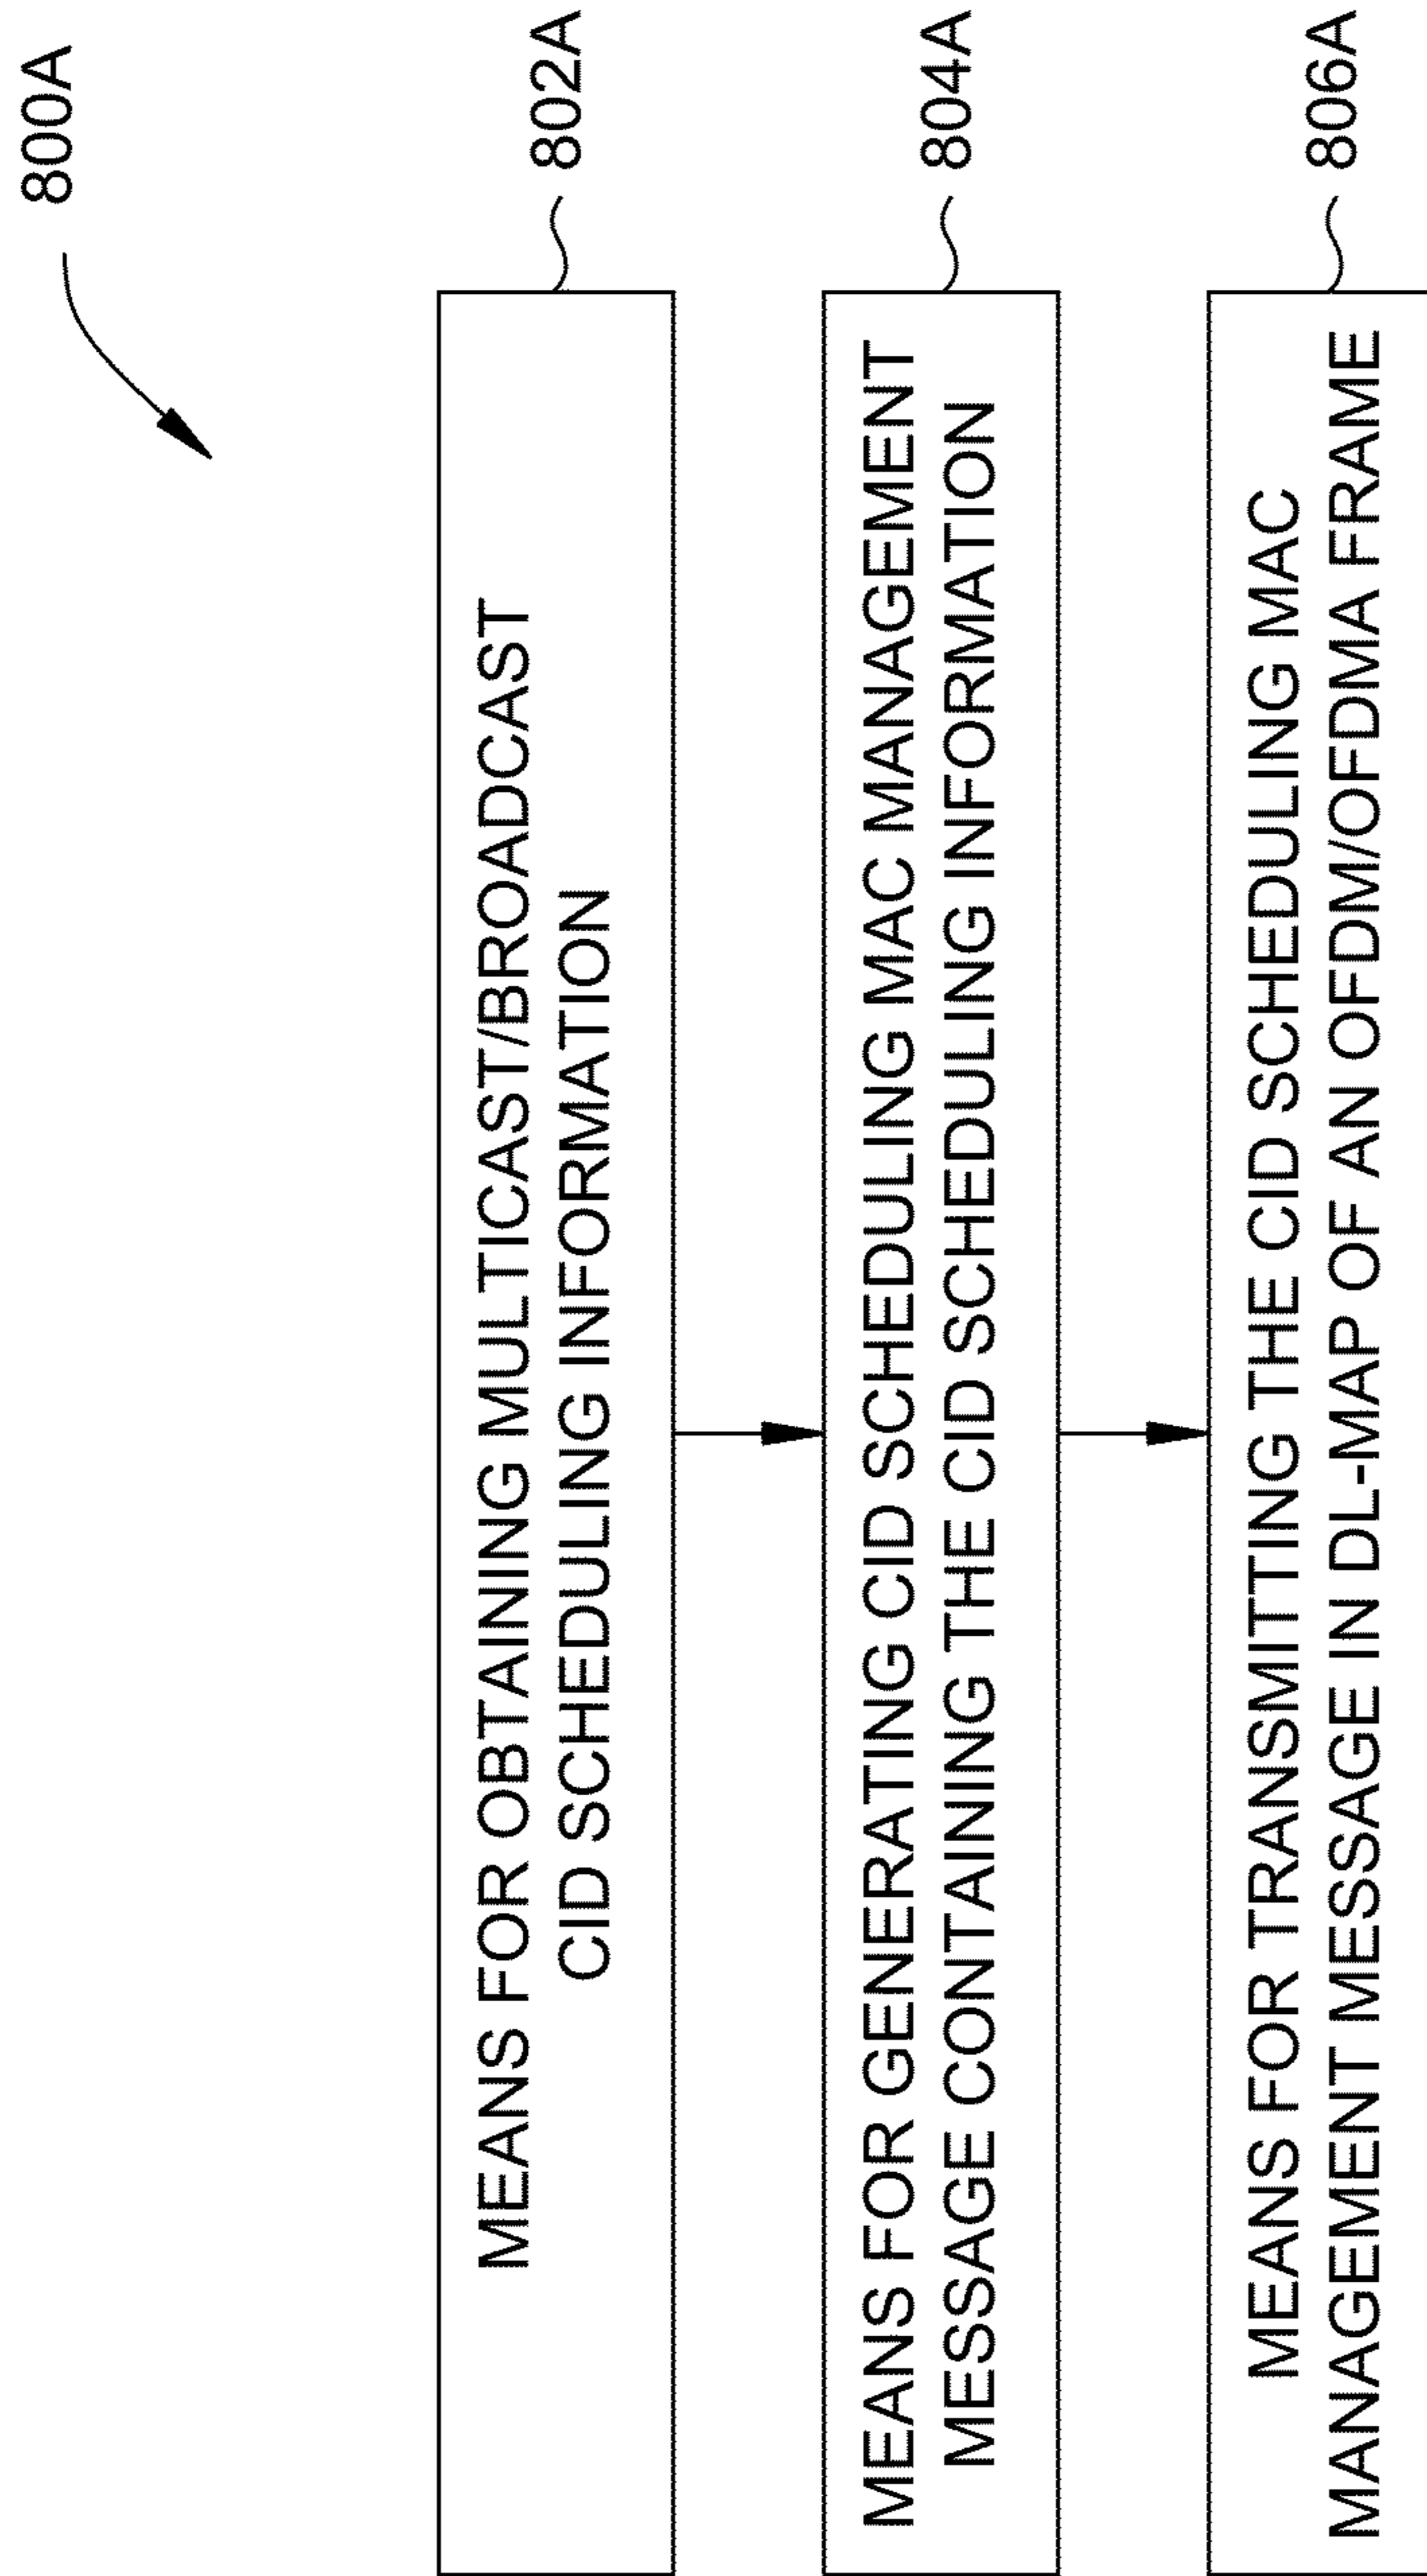 800A
MEANS FOR OBTAINING MULTICAST/BROADCAST
CID SCHEDULING INFORMATION
802A
MEANS FOR GENERATING CID SCHEDULING MAC MANAGEMENT
MESSAGE CONTAINING THE CID SCHEDULING INFORMATION
804A
MEANS FOR TRANSMITTING THE CID SCHEDULING MAC
MANAGEMENT MESSAGE IN DL-MAP OF AN OFDM/OFDMA FRAME
806A